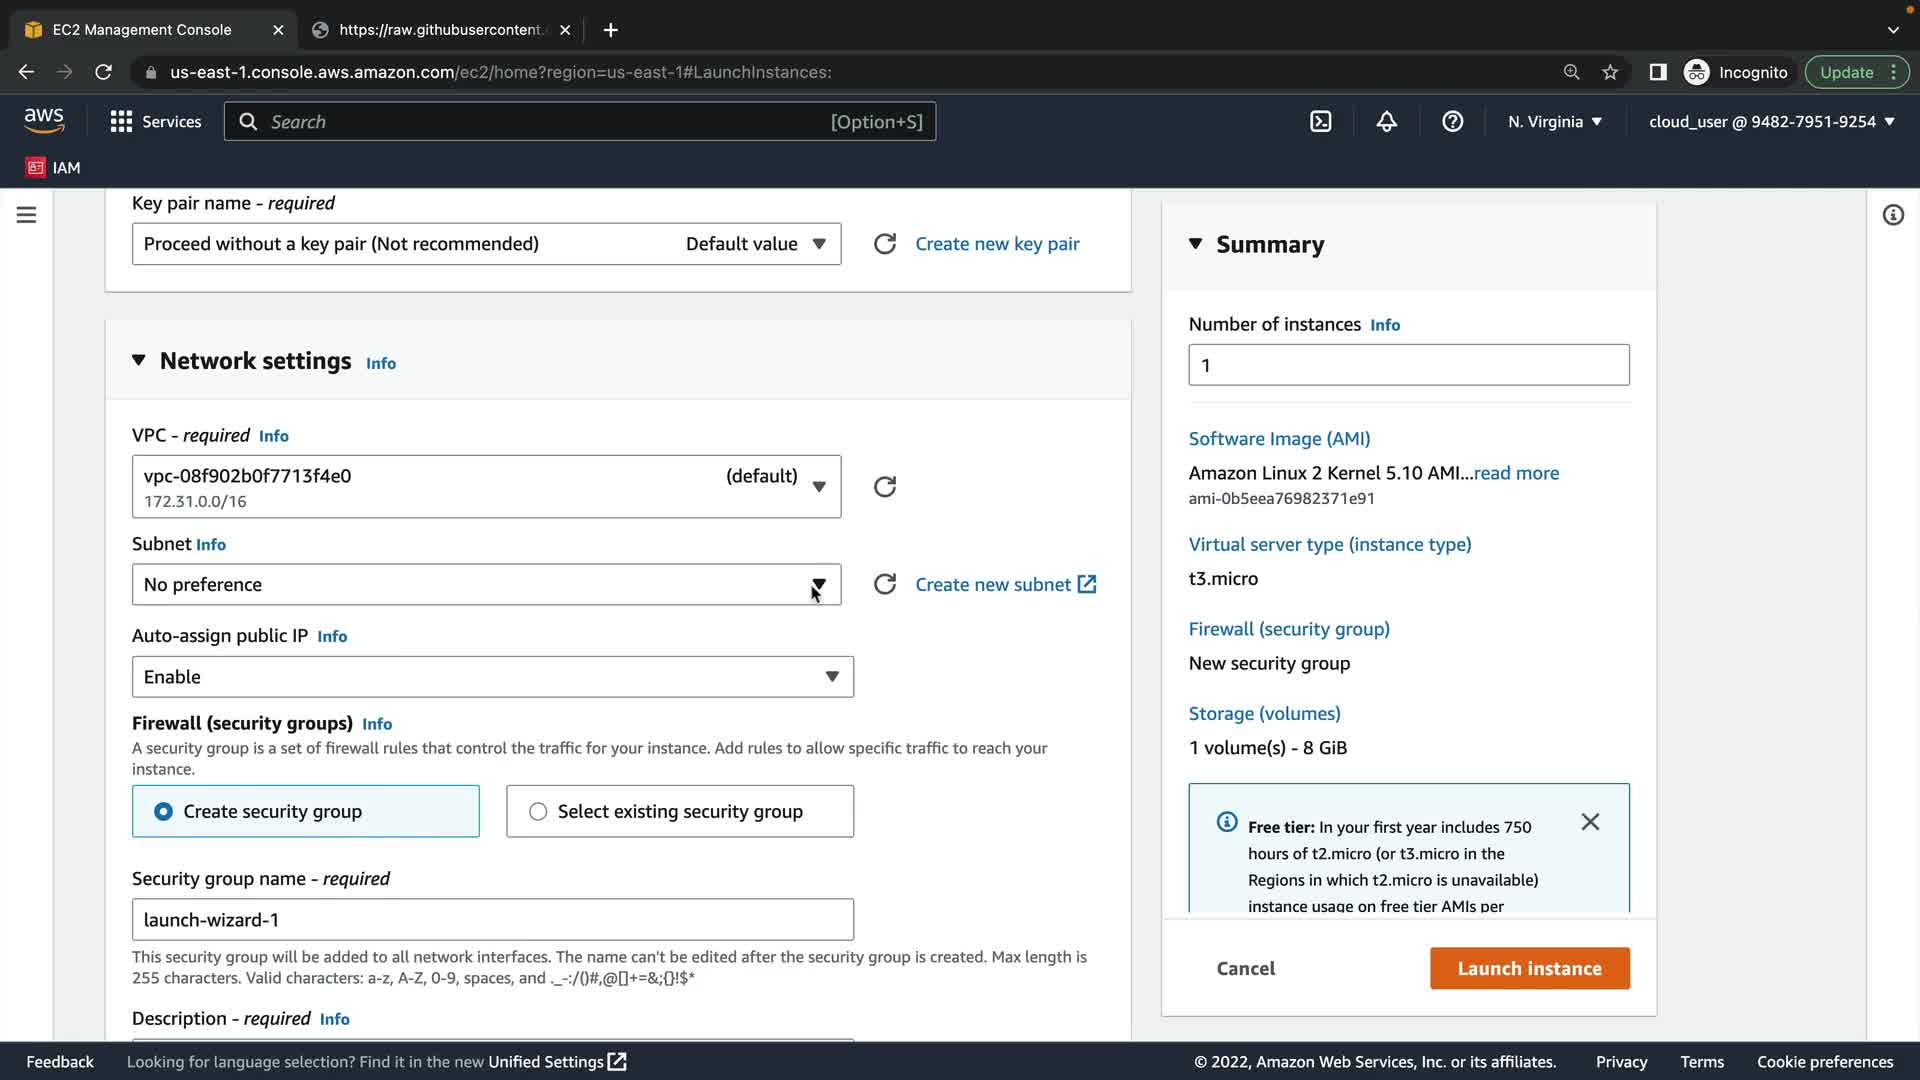 EC2 Management Console
https://raw.githubusercontent.
us-east-1.console.aws.amazon.com/ec2/home?region=us-east-1#LaunchInstances:
Incognito
Update
aws
Services
Search
[Option+S]
N. Virginia
cloud_user @ 9482-7951-9254
IAM
Key pair name - required
Proceed without a key pair (Not recommended) Default value
Create new key pair
Network settings Info
VPC - required Info
vpc-08f902b0f7713f4e0 (default)
172.31.0.0/16
Subnet Info
No preference
Create new subnet
Auto-assign public IP Info
Enable
Firewall (security groups) Info
A security group is a set of firewall rules that control the traffic for your instance. Add rules to allow specific traffic to reach your
instance.
Create security group
Select existing security group
Security group name - required
launch-wizard-1
This security group will be added to all network interfaces. The name can't be edited after the security group is created. Max length is
255 characters. Valid characters: a-z, A-Z, 0-9, spaces, and ._-:/()#,@[]+=&;{}!$*
Description - required Info
Summary
Number of instances Info
1
Software Image (AMI)
Amazon Linux 2 Kernel 5.10 AMI...read more
ami-0b5eea76982371e91
Virtual server type (instance type)
t3.micro
Firewall (security group)
New security group
Storage (volumes)
1 volume(s) - 8 GiB
Free tier: In your first year includes 750
hours of t2.micro (or t3.micro in the
Regions in which t2.micro is unavailable)
instance usage on free tier AMIs per
Cancel
Launch instance
Feedback
Looking for language selection? Find it in the new Unified Settings
© 2022, Amazon Web Services, Inc. or its affiliates.
Privacy
Terms
Cookie preferences